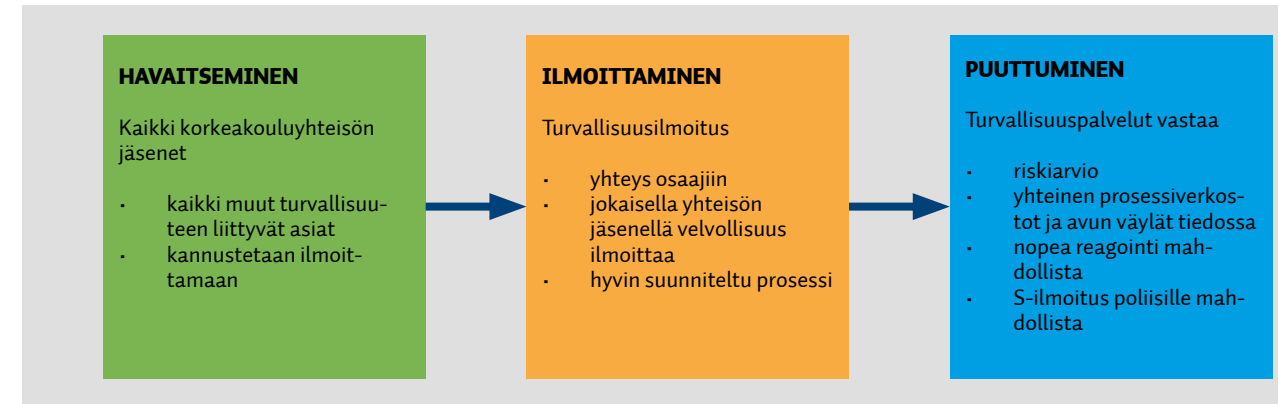 HAVAITSEMINEN
Kaikki korkeakouluyhteisön
jäsenet
· kaikki muut turvallisuu-
teen liittyvät asiat
· kannustetaan ilmoit-
tamaan
ILMOITTAMINEN
Turvallisuusilmoitus
· yhteys osaajiin
· jokaisella yhteisön
jäsenellä velvollisuus
ilmoittaa
· hyvin suunniteltu prosessi
PUUTTUMINEN
Turvallisuuspalvelut vastaa
· riskiarvio
· yhteinen prosessiverkos-
tot ja avun väylät tiedossa
· nopea reagointi mah-
dollista
· S-ilmoitus poliisille mah-
dollista